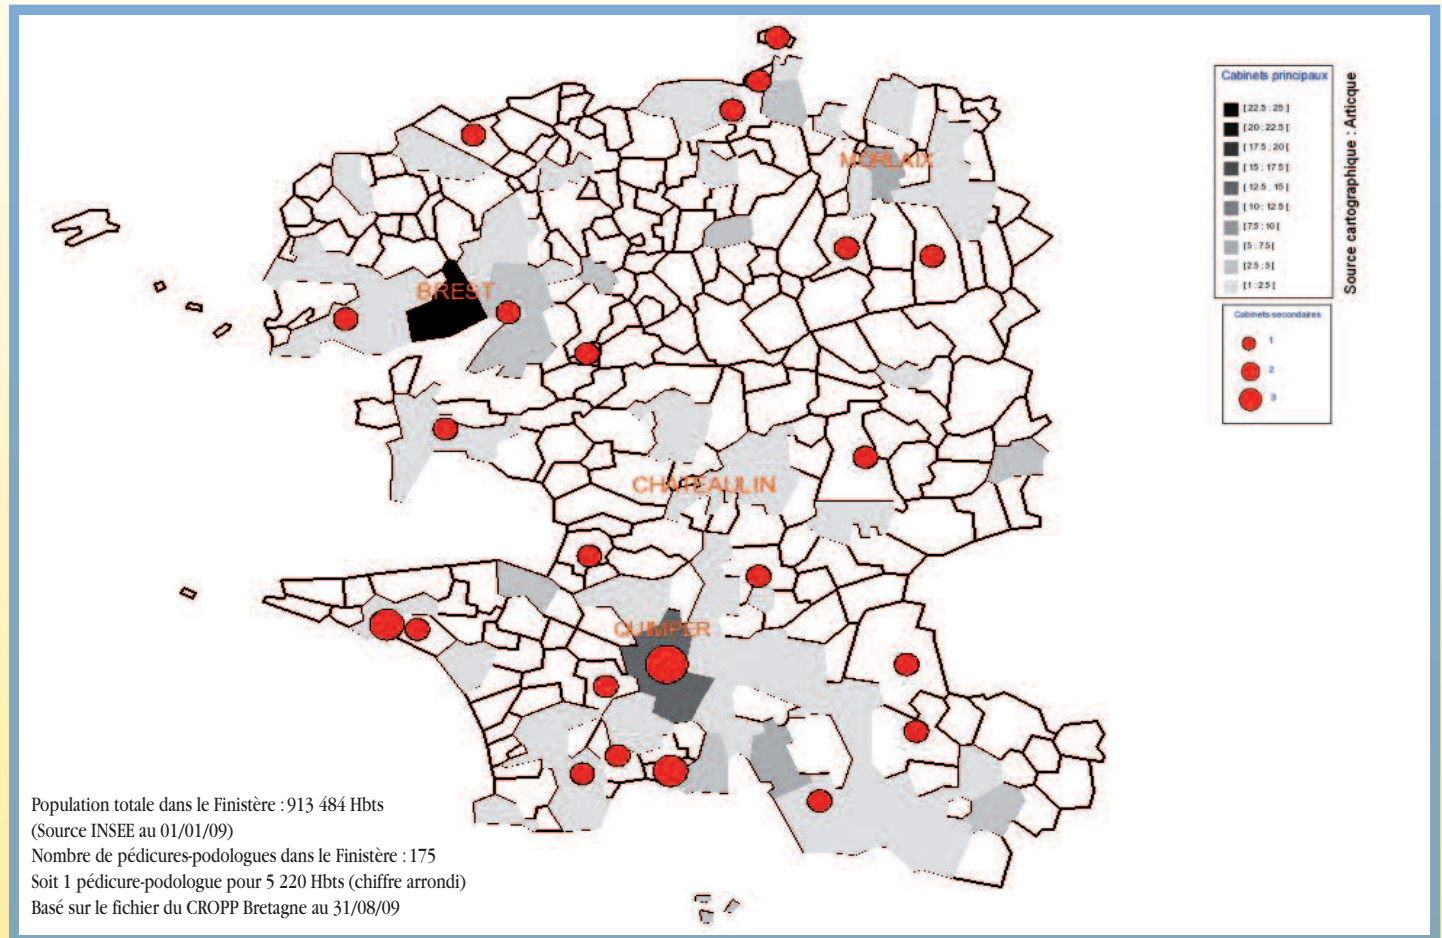 Cabinets principaux
[ 22.5 ; 25 ]
[ 20 ; 22.5 [
[ 17.5 ; 20 [
[ 15 ; 17.5 [
[ 12.5 ; 15 [
[ 10 ; 12.5 [
[ 7.5 ; 10 [
[ 5 ; 7.5 [
[ 2.5 ; 5 [
[ 1 ; 2.5 [
Source cartographique : Articque
Cabinets secondaires
1
2
3
MORLAIX
BREST
CHATEAULIN
QUIMPER
Population totale dans le Finistère : 913 484 Hbts
(Source INSEE au 01/01/09)
Nombre de pédicures-podologues dans le Finistère : 175
Soit 1 pédicure-podologue pour 5 220 Hbts (chiffre arrondi)
Basé sur le fichier du CROPP Bretagne au 31/08/09